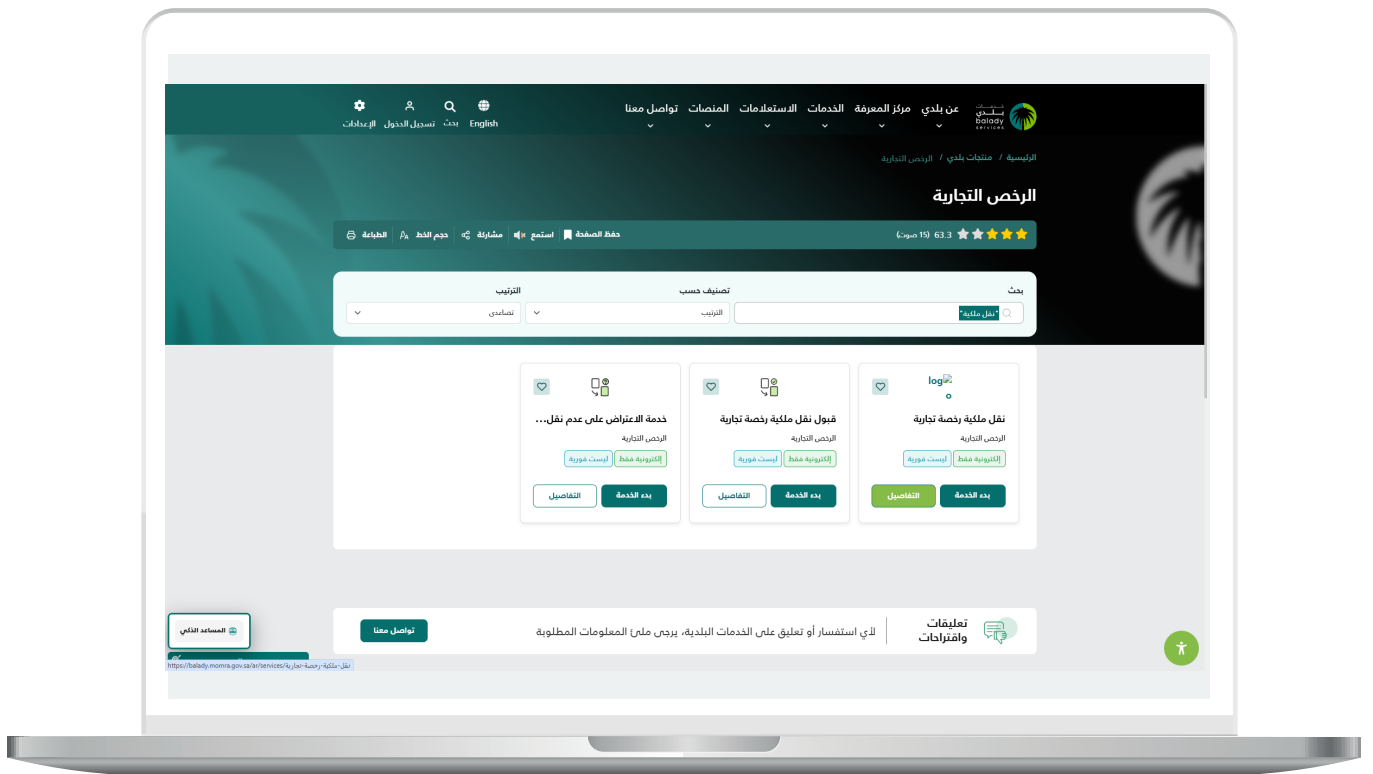 خدمات
بلدي
balady
services
عن بلدي
مركز المعرفة
الخدمات
الاستعلامات
المنصات
تواصل معنا
English
بحث
تسجيل الدخول
الإعدادات
الرئيسية / منتجات بلدي / الرخص التجارية
الرخص التجارية
63.3 (15 صوت)
حفظ الصفحة
استمع
مشاركة
حجم الخط
الطباعة
بحث
تصنيف حسب
الترتيب
"نقل ملكية"
الترتيب
تصاعدي
logo
نقل ملكية رخصة تجارية
الرخص التجارية
إلكترونية فقط
ليست فورية
بدء الخدمة
التفاصيل
قبول نقل ملكية رخصة تجارية
الرخص التجارية
إلكترونية فقط
ليست فورية
بدء الخدمة
التفاصيل
خدمة الاعتراض على عدم نقل...
الرخص التجارية
إلكترونية فقط
ليست فورية
بدء الخدمة
التفاصيل
تعليقات
واقتراحات
لأي استفسار أو تعليق على الخدمات البلدية، يرجى ملئ المعلومات المطلوبة
تواصل معنا
المساعد الذكي
https://balady.momra.gov.sa/ar/services/نقل-ملكية-رخصة-تجارية